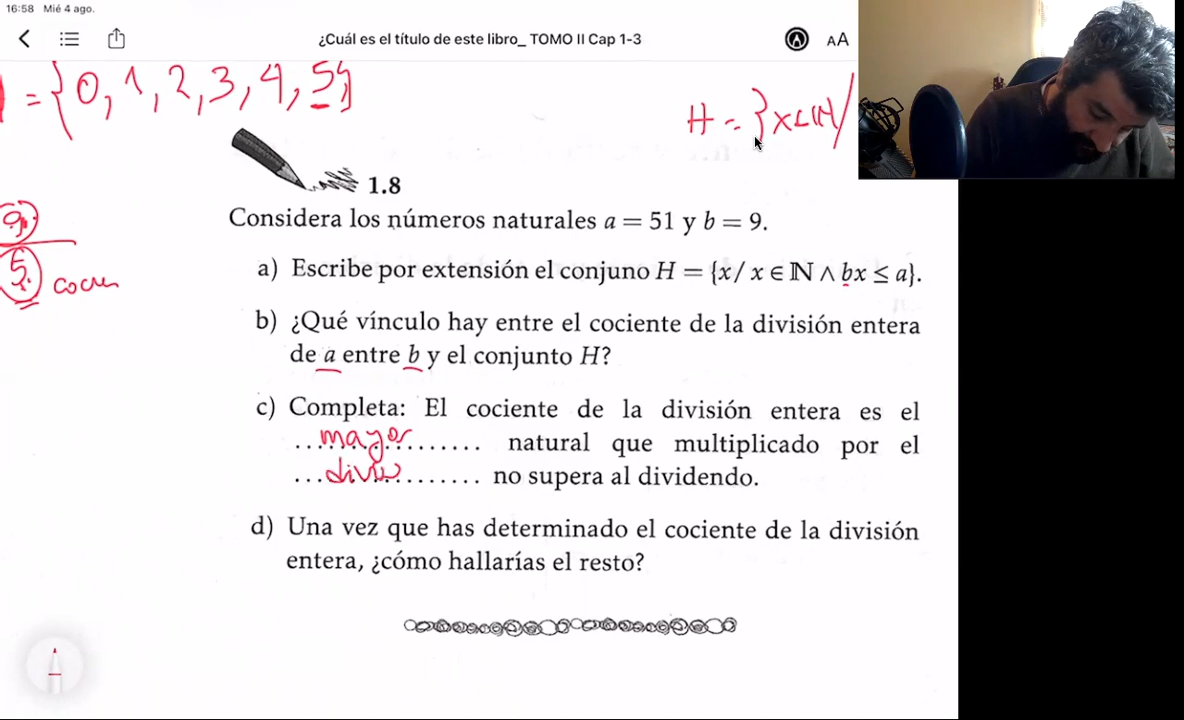 16:58 Mié 4 ago.
¿Cuál es el título de este libro_ TOMO II Cap 1-3
AA
= {0, 1, 2, 3, 4, 5}
H = {x ∈ ℕ /
1.8
Considera los números naturales a = 51 y b = 9.
a) Escribe por extensión el conjuno H = {x/ x ∈ ℕ ∧ bx ≤ a}.
9
5 cocien
b) ¿Qué vínculo hay entre el cociente de la división entera
de a entre b y el conjunto H?
c) Completa: El cociente de la división entera es el
....mayor....... natural que multiplicado por el
...divis........ no supera al dividendo.
d) Una vez que has determinado el cociente de la división
entera, ¿cómo hallarías el resto?